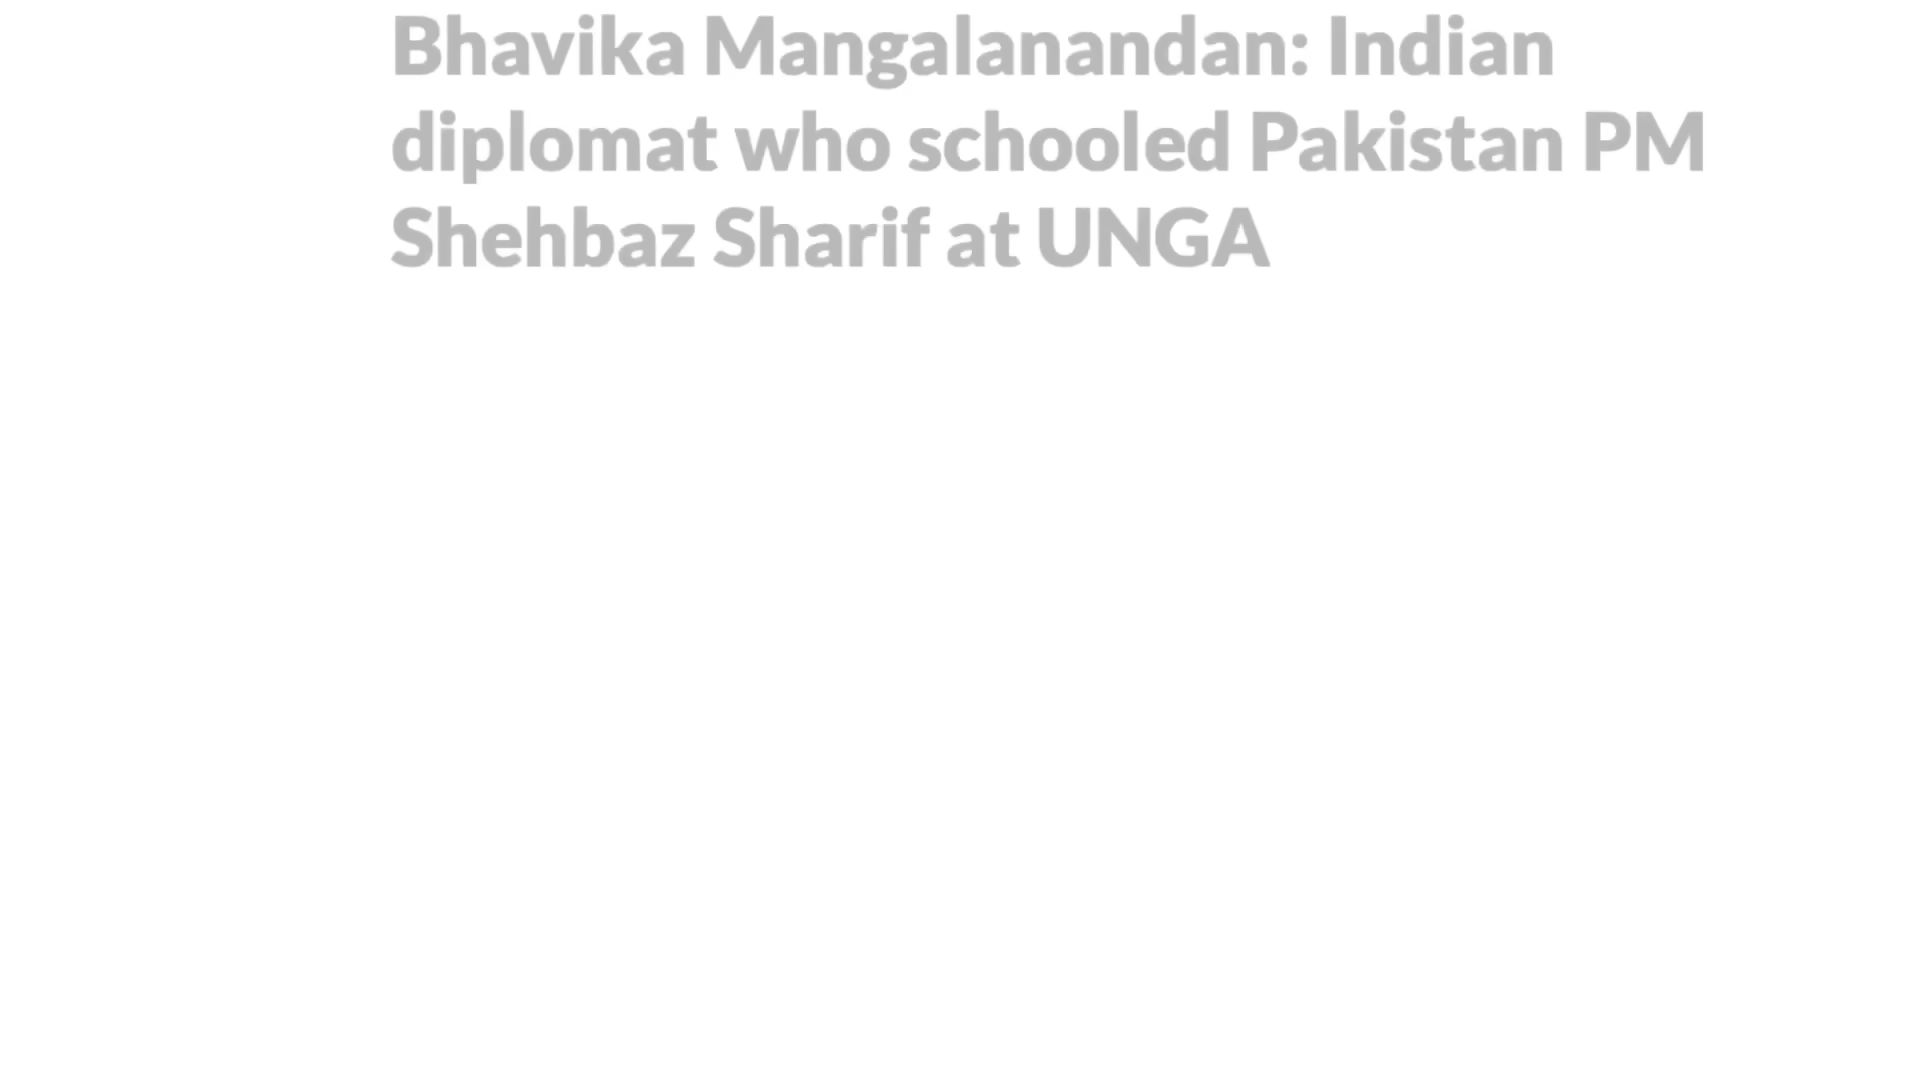 Bhavika Mangalanandan: Indian
diplomat who schooled Pakistan PM
Shehbaz Sharif at UNGA